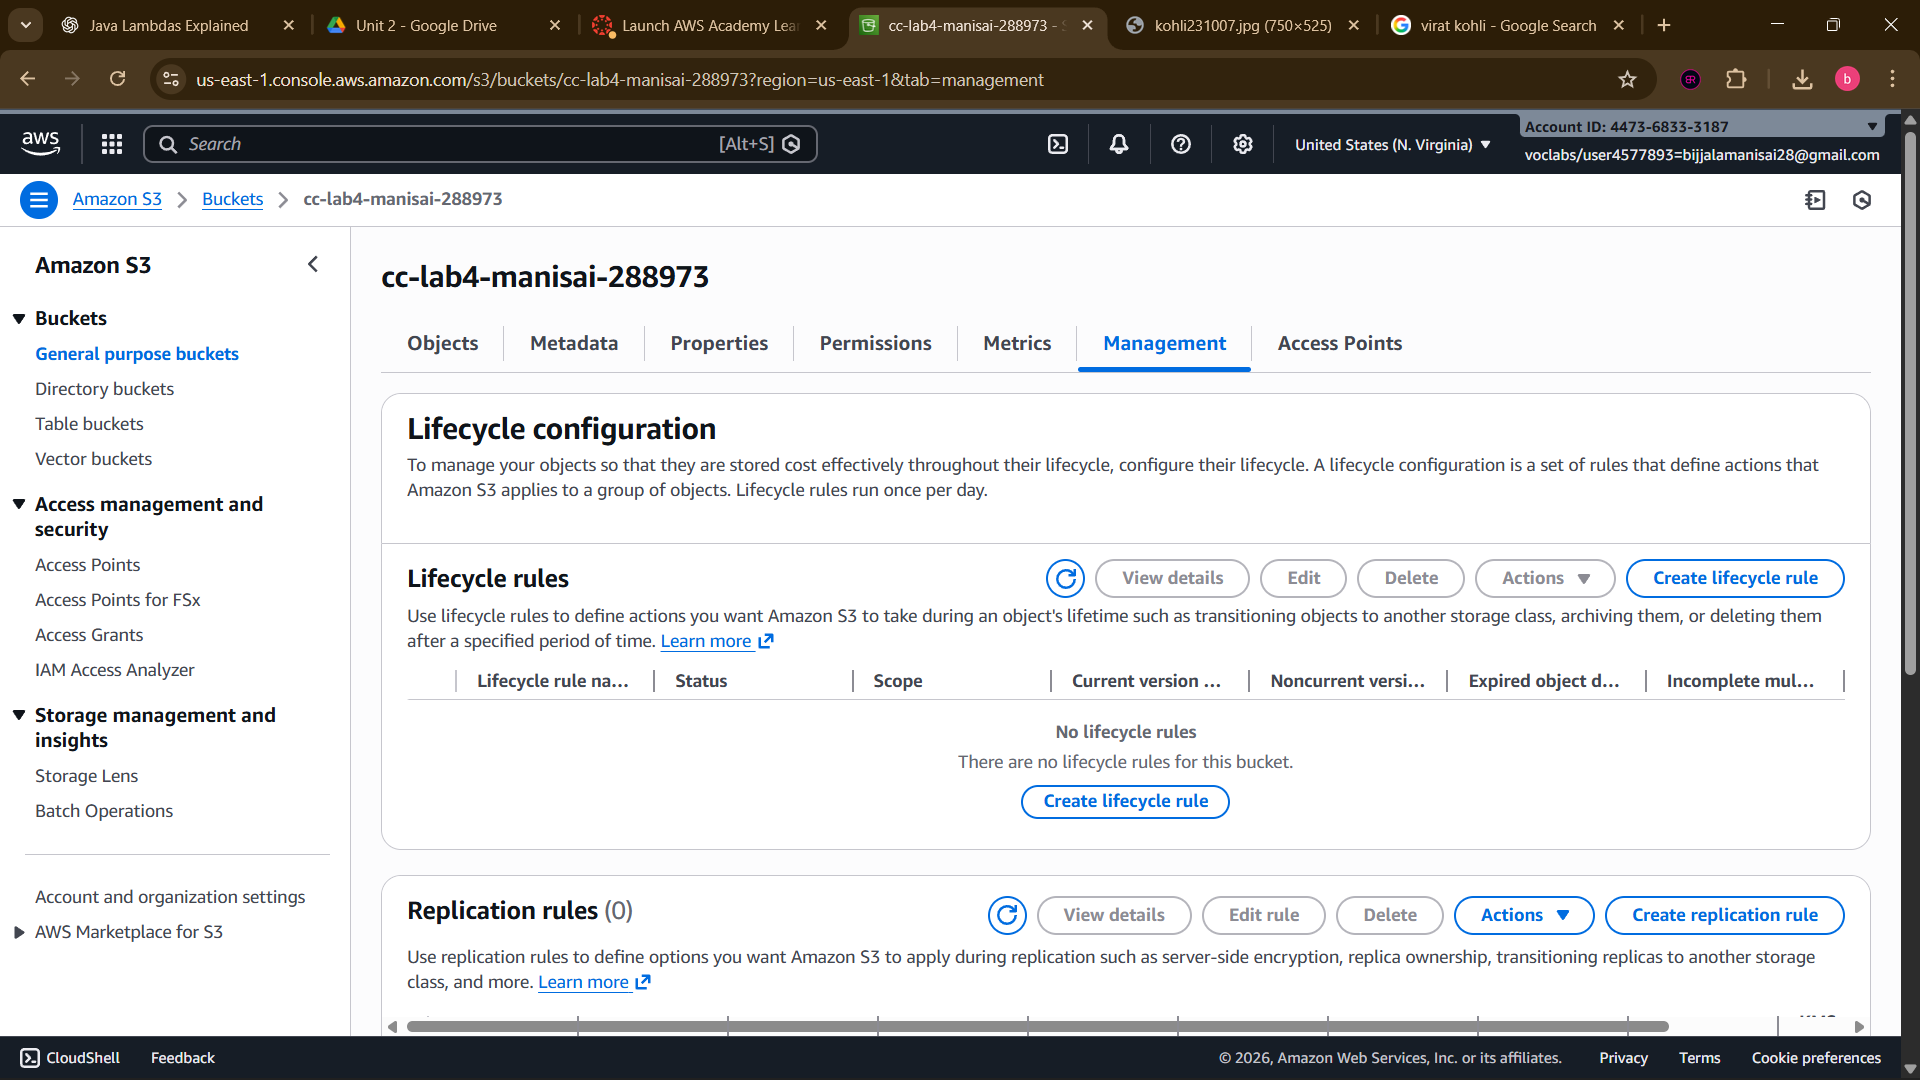 Java Lambdas Explained
Unit 2 - Google Drive
Launch AWS Academy Lea
cc-lab4-manisai-288973 - S
kohli231007.jpg (750×525)
virat kohli - Google Search
us-east-1.console.aws.amazon.com/s3/buckets/cc-lab4-manisai-288973?region=us-east-1&tab=management
b
aws
Search
[Alt+S]
United States (N. Virginia)
Account ID: 4473-6833-3187
voclabs/user4577893=bijjalamanisai28@gmail.com
Amazon S3
Buckets
cc-lab4-manisai-288973
Amazon S3
Buckets
General purpose buckets
Directory buckets
Table buckets
Vector buckets
Access management and
security
Access Points
Access Points for FSx
Access Grants
IAM Access Analyzer
Storage management and
insights
Storage Lens
Batch Operations
Account and organization settings
AWS Marketplace for S3
cc-lab4-manisai-288973
Objects
Metadata
Properties
Permissions
Metrics
Management
Access Points
Lifecycle configuration
To manage your objects so that they are stored cost effectively throughout their lifecycle, configure their lifecycle. A lifecycle configuration is a set of rules that define actions that
Amazon S3 applies to a group of objects. Lifecycle rules run once per day.
Lifecycle rules
View details
Edit
Delete
Actions
Create lifecycle rule
Use lifecycle rules to define actions you want Amazon S3 to take during an object's lifetime such as transitioning objects to another storage class, archiving them, or deleting them
after a specified period of time. Learn more
Lifecycle rule na...
Status
Scope
Current version ...
Noncurrent versi...
Expired object d...
Incomplete mul...
No lifecycle rules
There are no lifecycle rules for this bucket.
Create lifecycle rule
Replication rules (0)
View details
Edit rule
Delete
Actions
Create replication rule
Use replication rules to define options you want Amazon S3 to apply during replication such as server-side encryption, replica ownership, transitioning replicas to another storage
class, and more. Learn more
CloudShell
Feedback
© 2026, Amazon Web Services, Inc. or its affiliates.
Privacy
Terms
Cookie preferences